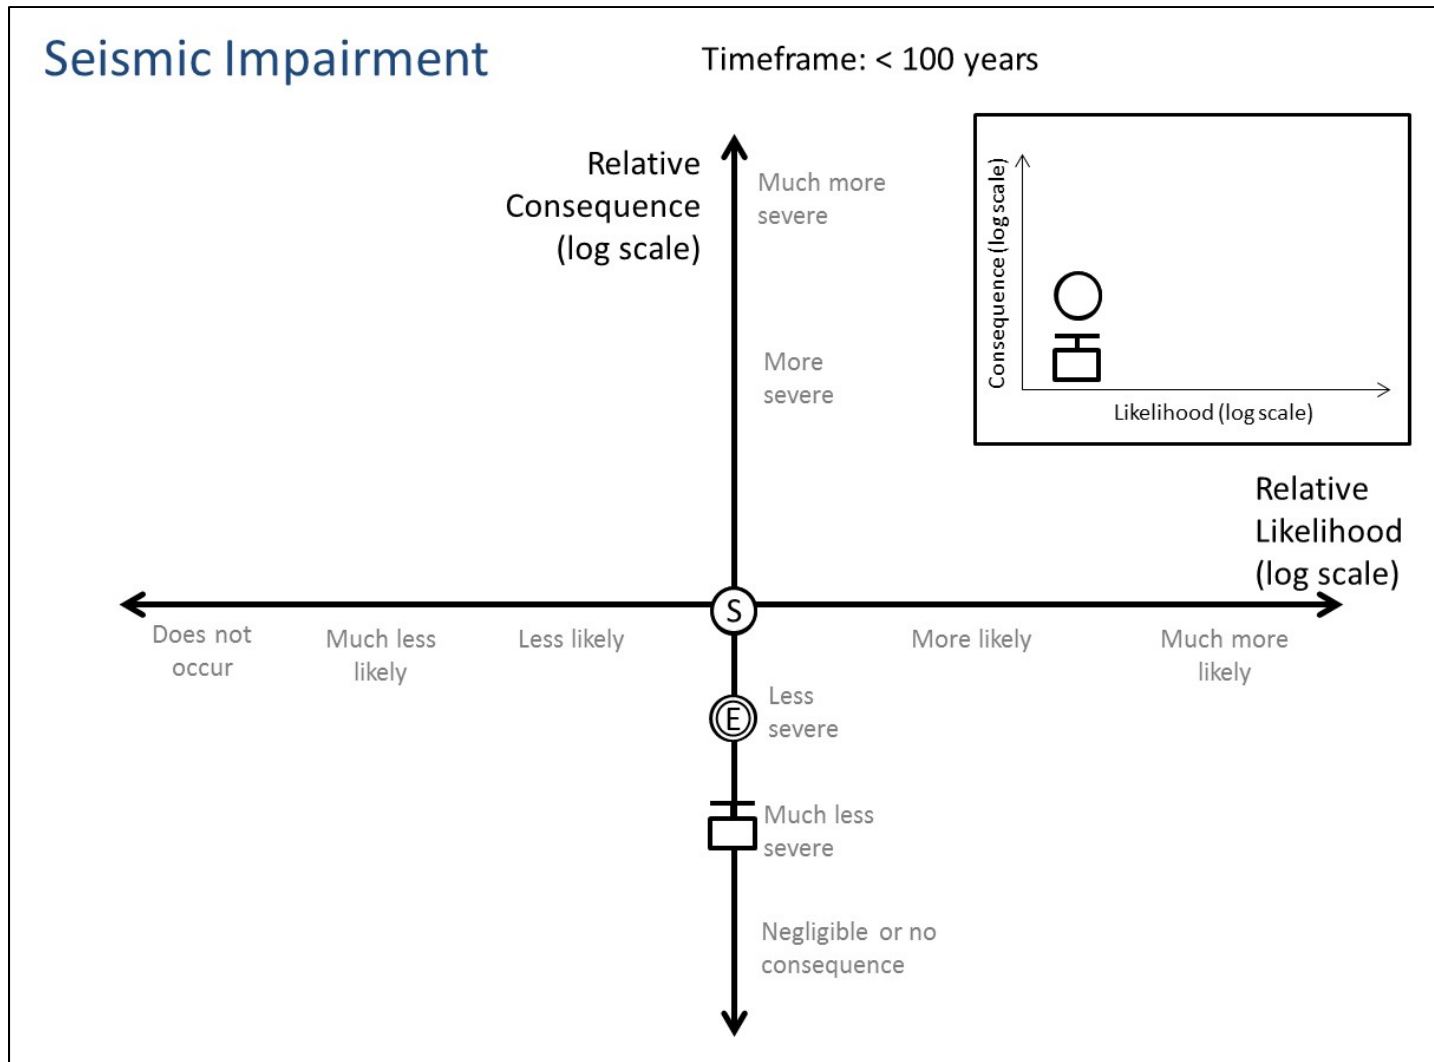 Seismic Impairment
Timeframe: < 100 years
Relative
Consequence
(log scale)
Much more
severe
More
severe
Consequence (log scale)
Likelihood (log scale)
Relative
Likelihood
(log scale)
S
Does not
occur
Much less
likely
Less likely
More likely
Much more
likely
E
Less
severe
Much less
severe
Negligible or no
consequence